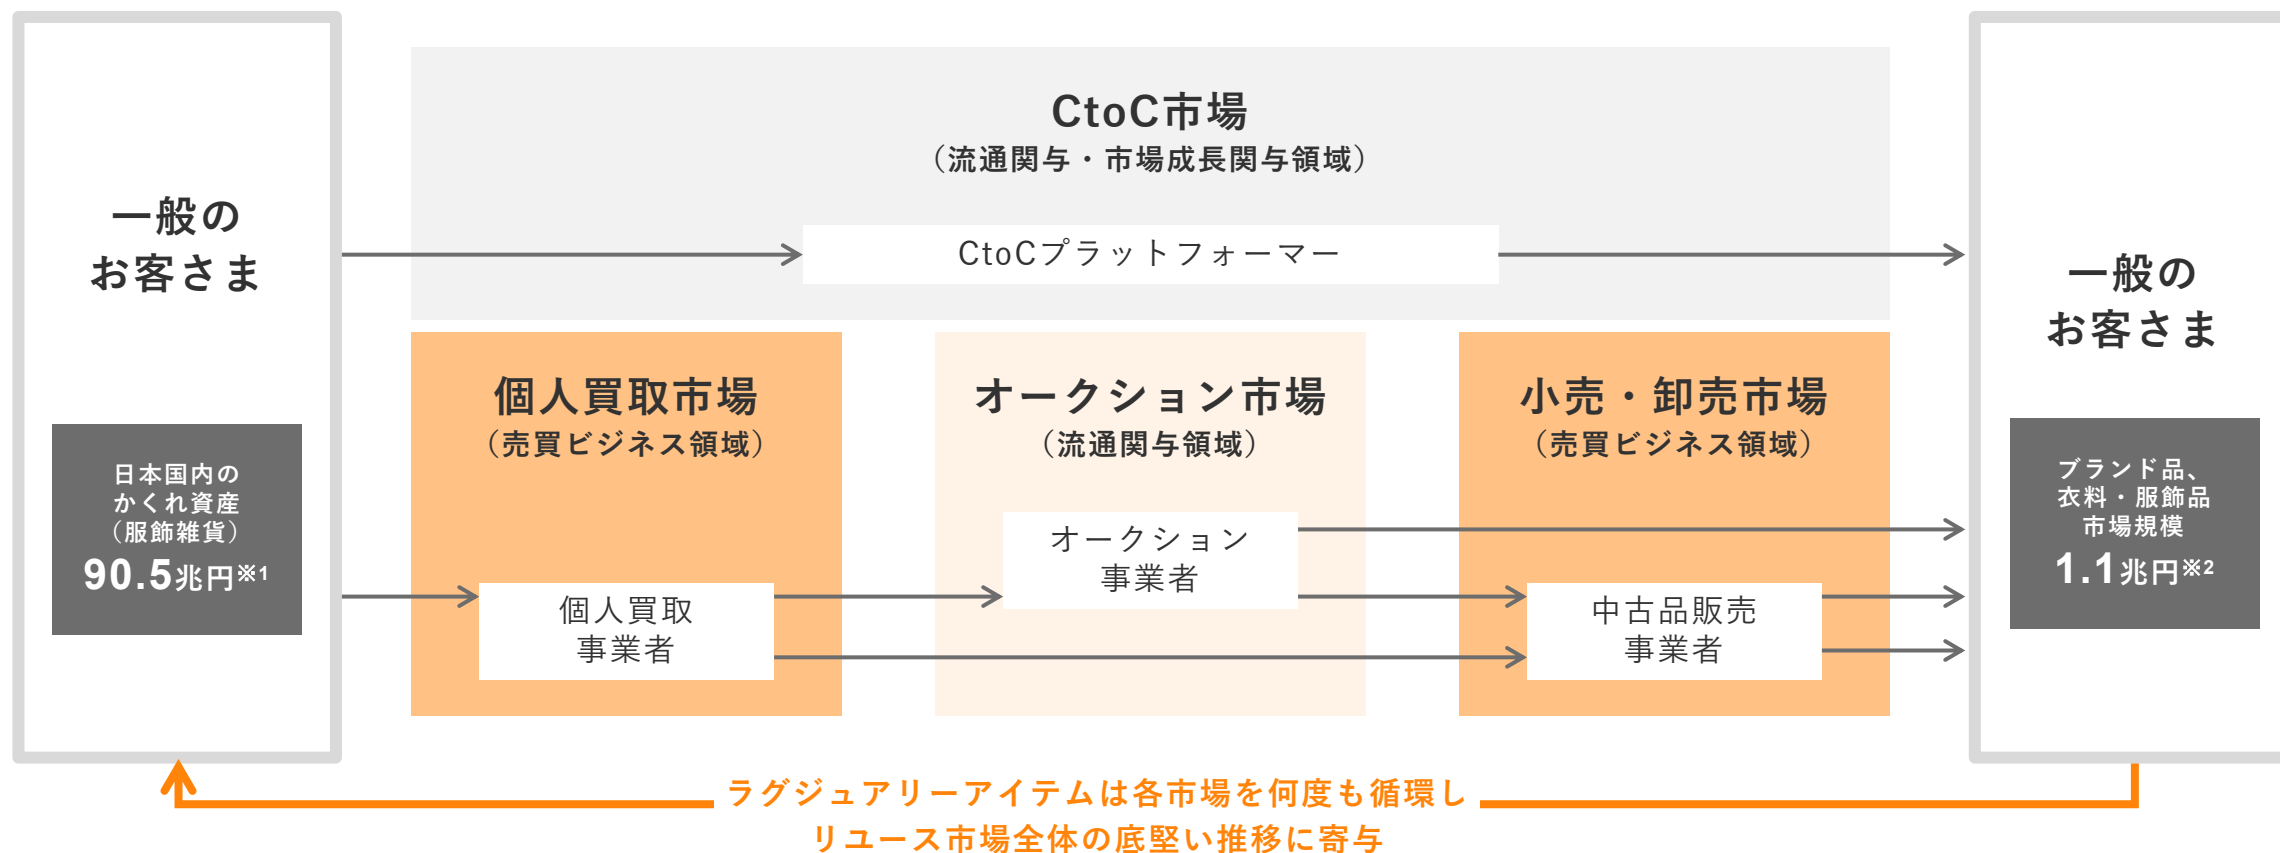 一般の
お客さま
日本国内の
かくれ資産
（服飾雑貨）
90.5兆円※1
CtoC市場
（流通関与・市場成長関与領域）
CtoCプラットフォーマー
個人買取市場
（売買ビジネス領域）
個人買取
事業者
オークション市場
（流通関与領域）
オークション
事業者
小売・卸売市場
（売買ビジネス領域）
中古品販売
事業者
一般の
お客さま
ブランド品、
衣料・服飾品
市場規模
1.1兆円※2
ラグジュアリーアイテムは各市場を何度も循環し
リユース市場全体の底堅い推移に寄与